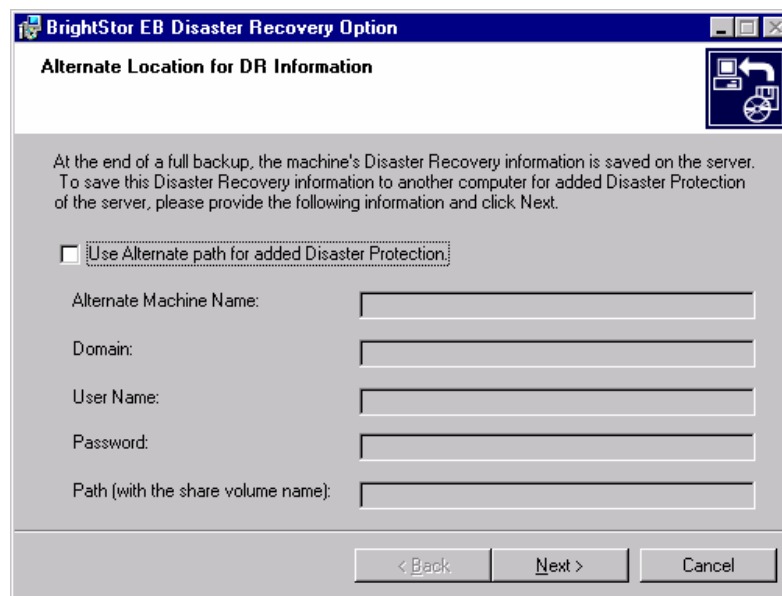 BrightStor EB Disaster Recovery Option
Alternate Location for DR Information
At the end of a full backup, the machine's Disaster Recovery information is saved on the server.
To save this Disaster Recovery information to another computer for added Disaster Protection
of the server, please provide the following information and click Next.
Use Alternate path for added Disaster Protection.
Alternate Machine Name:
Domain:
User Name:
Password:
Path (with the share volume name):
< Back
Next >
Cancel